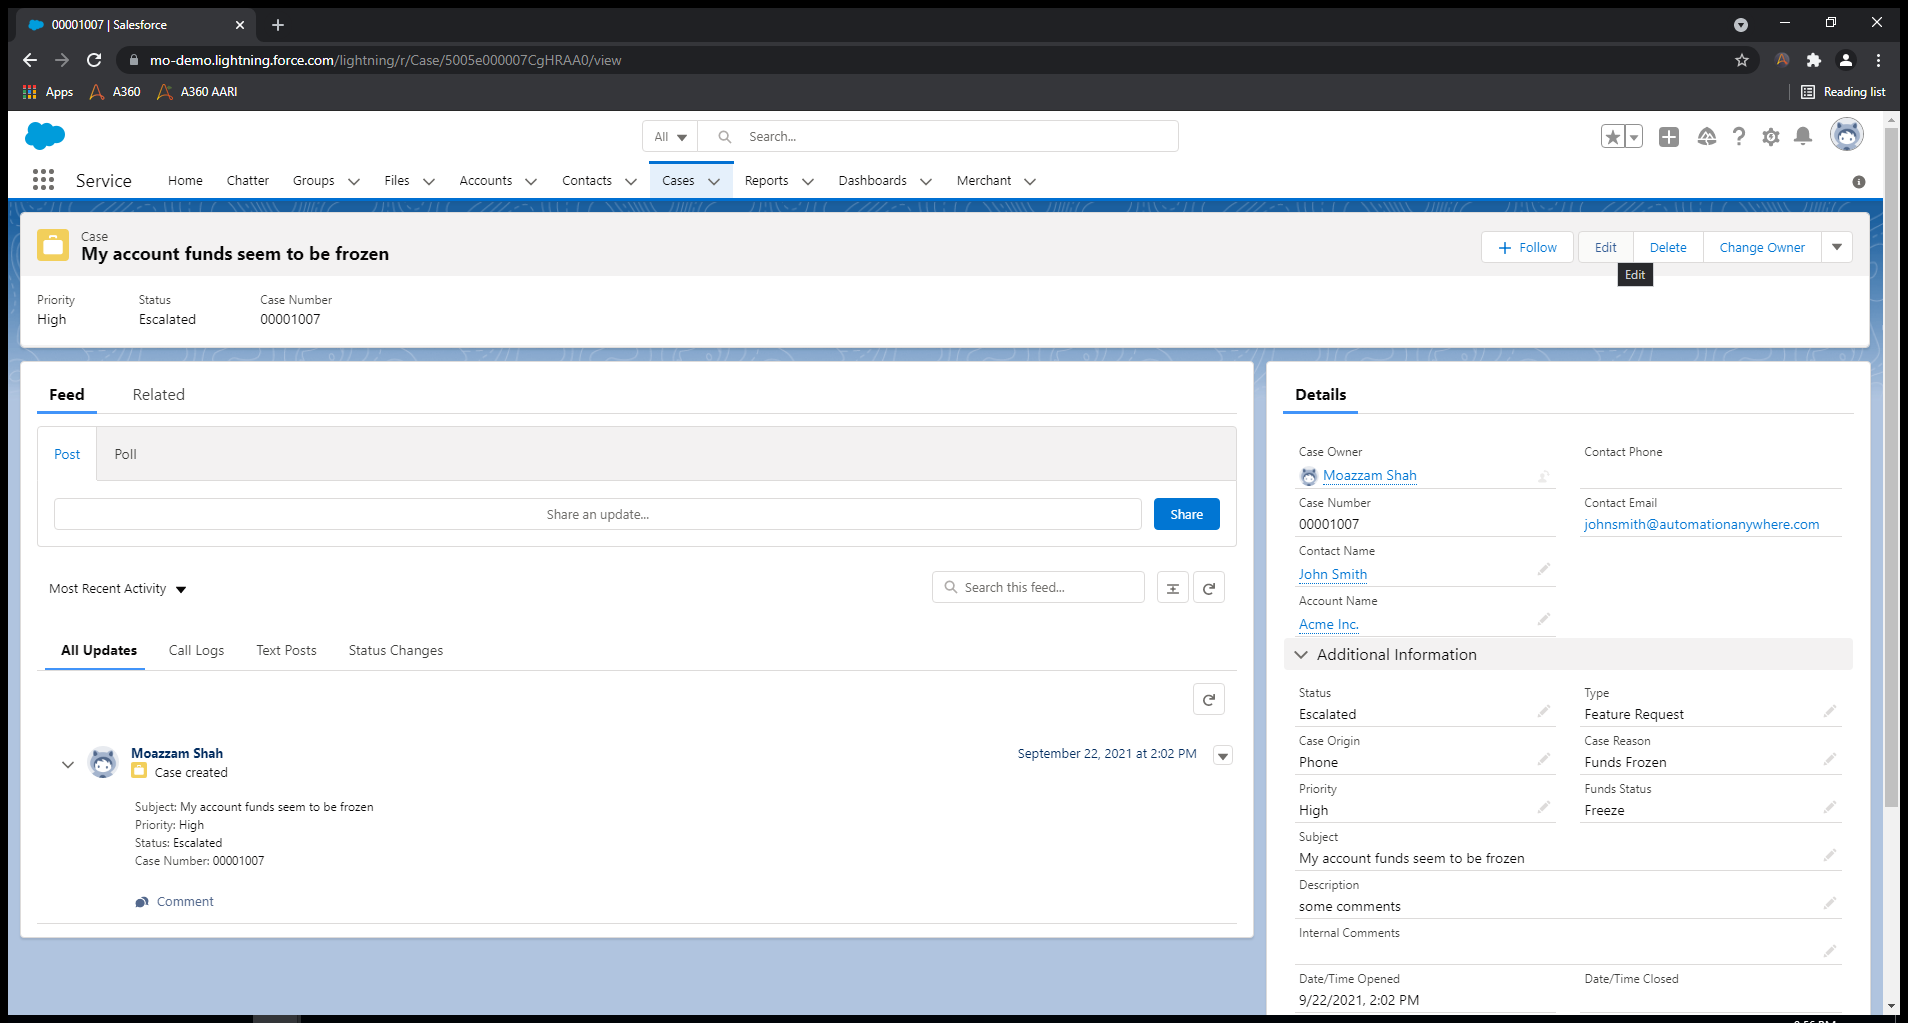 00001007 | Salesforce
mo-demo.lightning.force.com/lightning/r/Case/5005e000007CgHRAA0/view
Apps A360 A360 AARI Reading list
All Search...
Service Home Chatter Groups Files Accounts Contacts Cases Reports Dashboards Merchant
Case
My account funds seem to be frozen
Follow Edit Delete Change Owner
Edit
Priority Status Case Number
High Escalated 00001007
Feed Related
Post Poll
Share an update...
Share
Most Recent Activity
Search this feed...
All Updates Call Logs Text Posts Status Changes
Moazzam Shah September 22, 2021 at 2:02 PM
Case created
Subject: My account funds seem to be frozen
Priority: High
Status: Escalated
Case Number: 00001007
Comment
Details
Case Owner Contact Phone
Moazzam Shah
Case Number Contact Email
00001007 johnsmith@automationanywhere.com
Contact Name
John Smith
Account Name
Acme Inc.
Additional Information
Status Type
Escalated Feature Request
Case Origin Case Reason
Phone Funds Frozen
Priority Funds Status
High Freeze
Subject
My account funds seem to be frozen
Description
some comments
Internal Comments
Date/Time Opened Date/Time Closed
9/22/2021, 2:02 PM